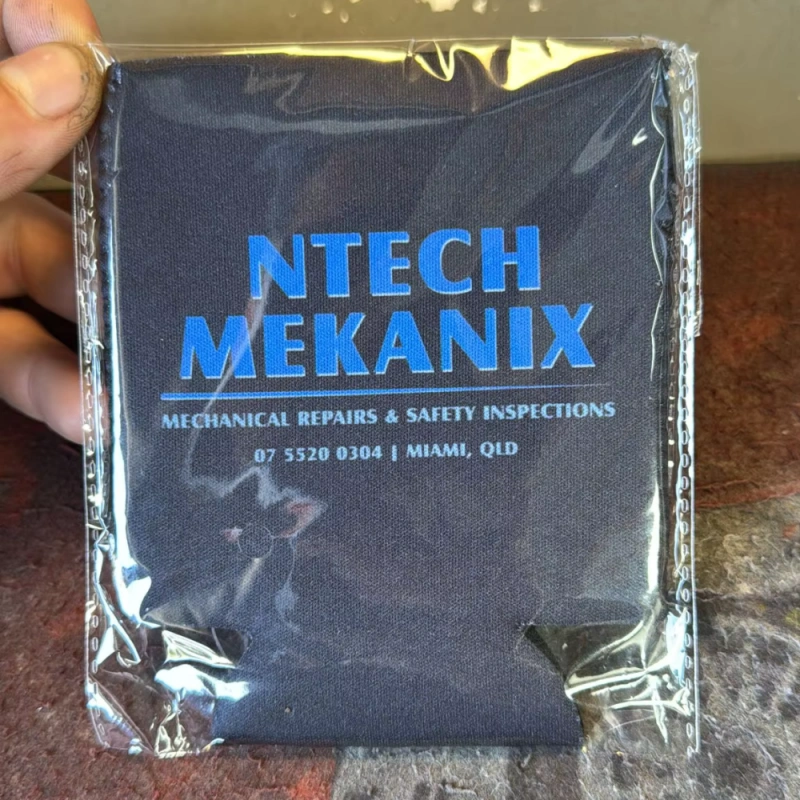 NTECH
MEKANIX
MECHANICAL REPAIRS & SAFETY INSPECTIONS
07 5520 0304 | MIAMI, QLD